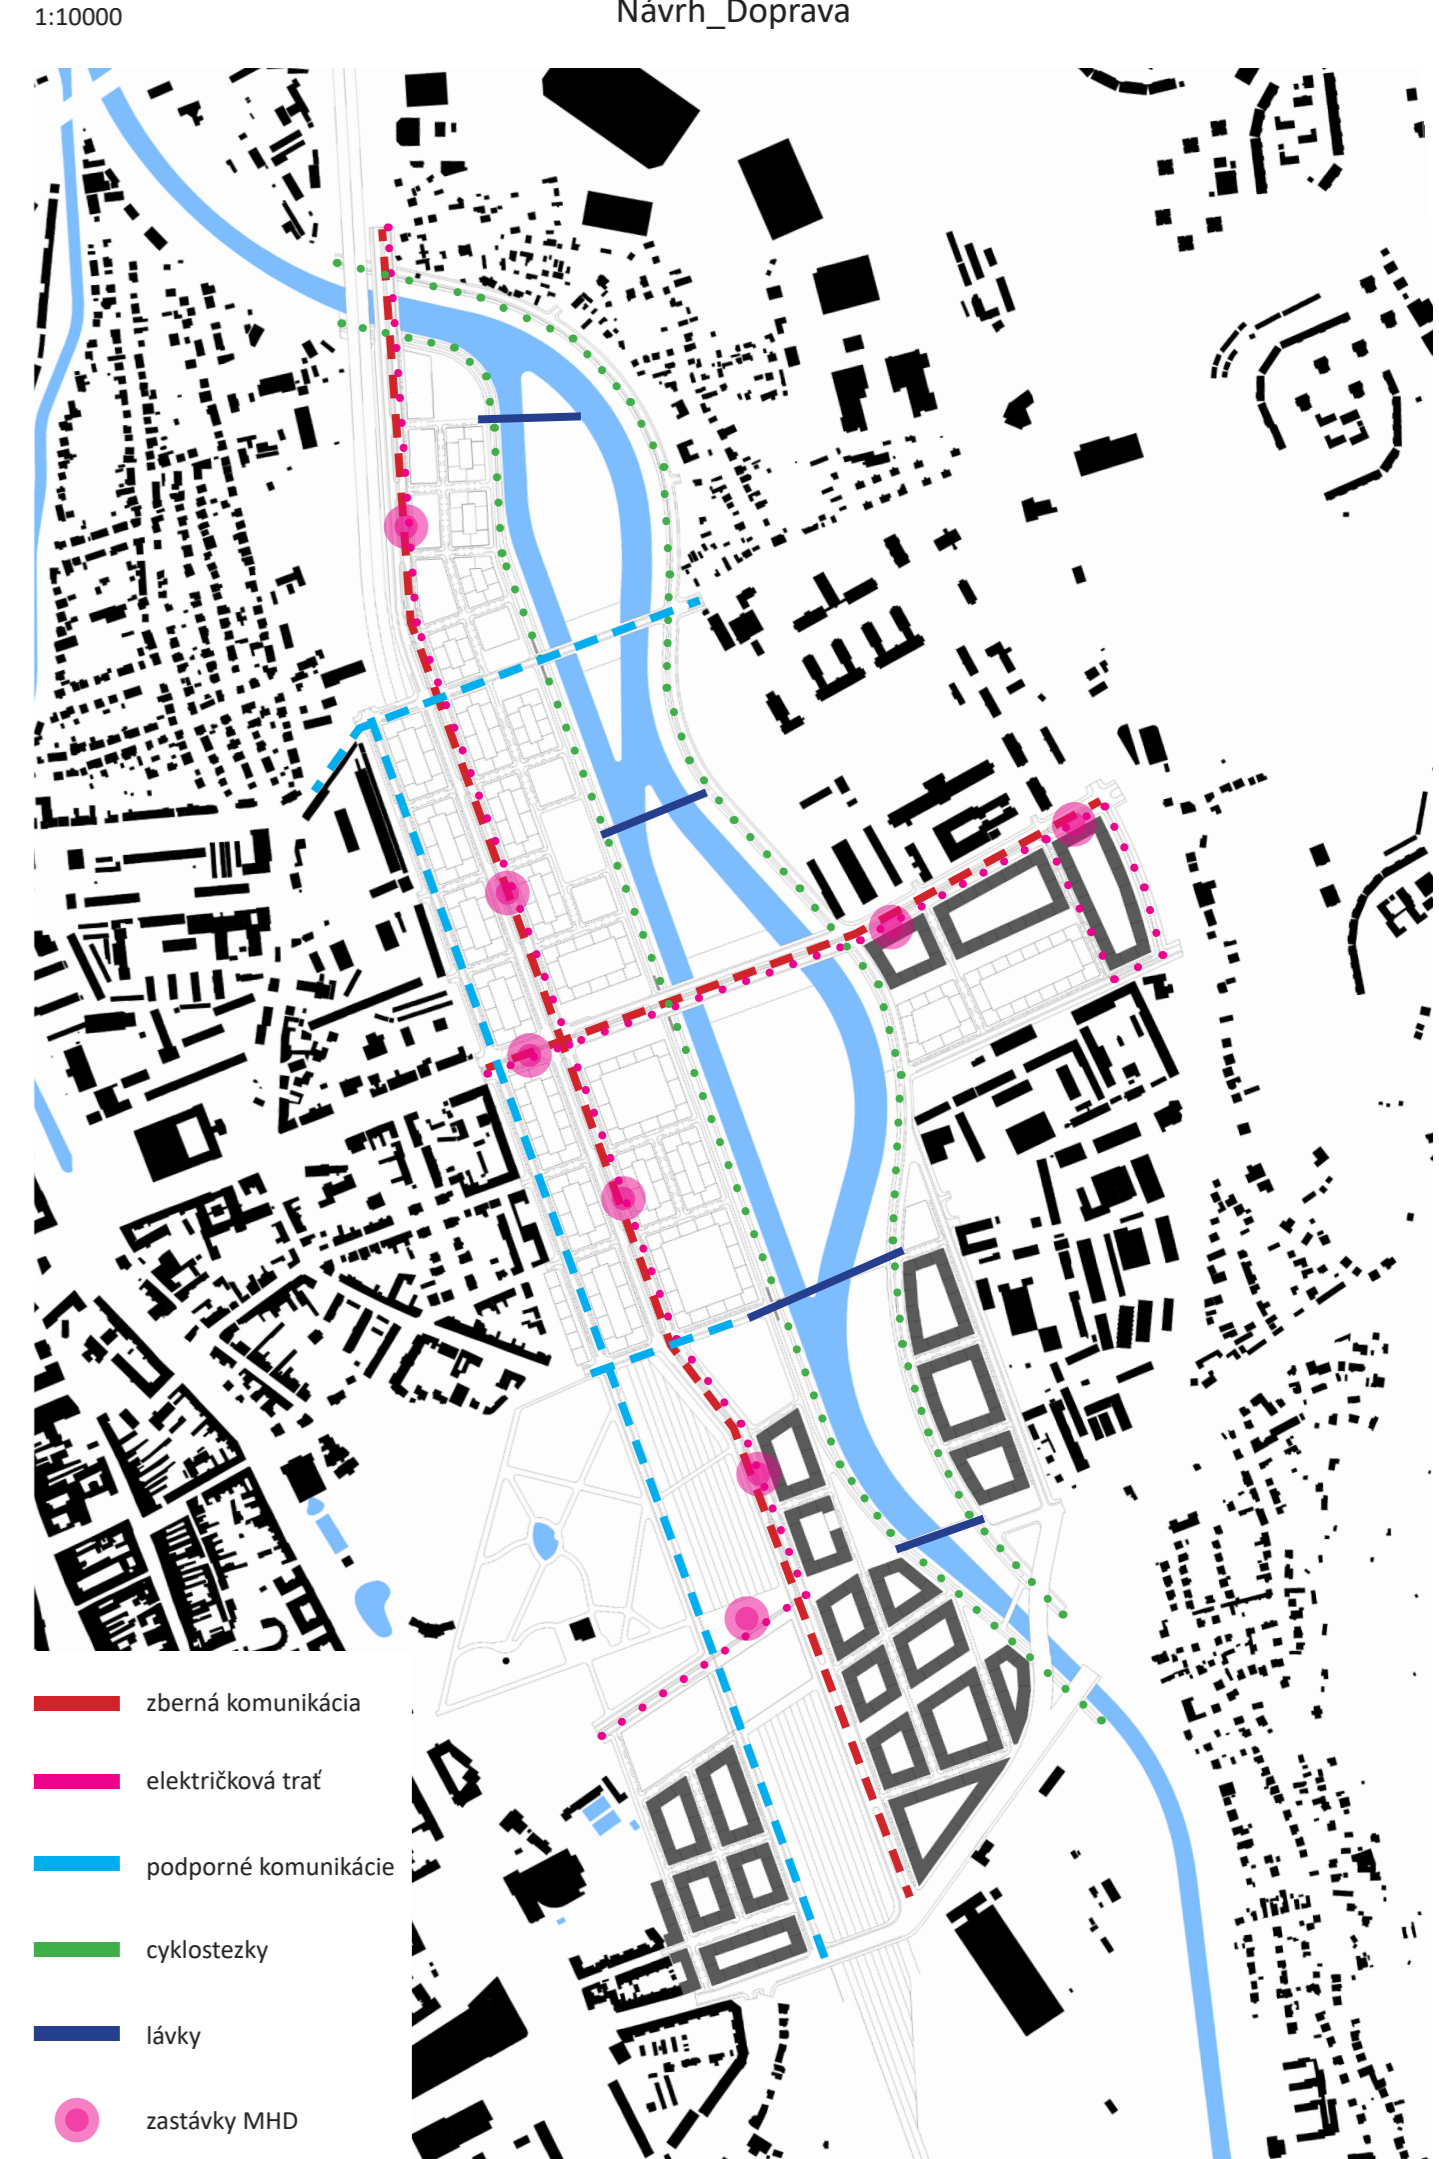 1:10000
Návrh_Doprava
zberná komunikácia
električková trať
podporné komunikácie
cyklostezky
lávky
zastávky MHD